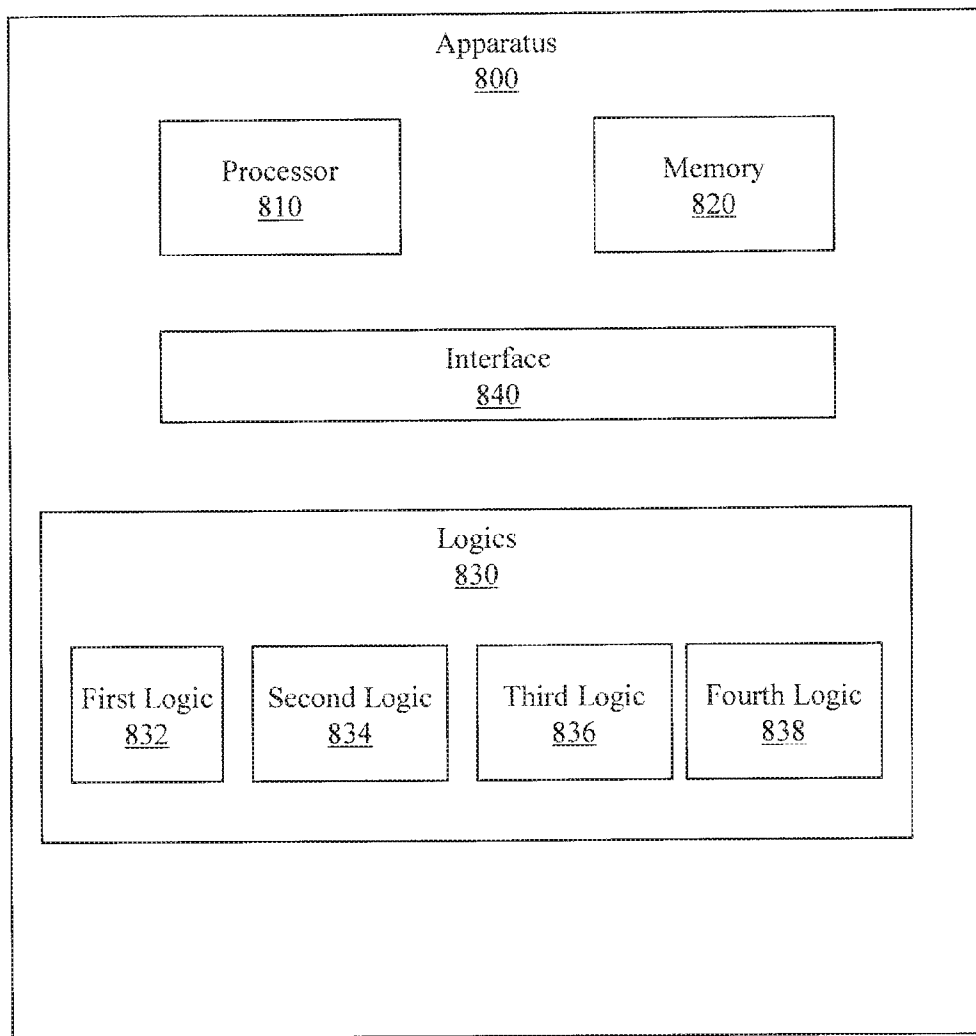 Apparatus
800
Processor
810
Memory
820
Interface
840
Logics
830
First Logic
832
Second Logic
834
Third Logic
836
Fourth Logic
838